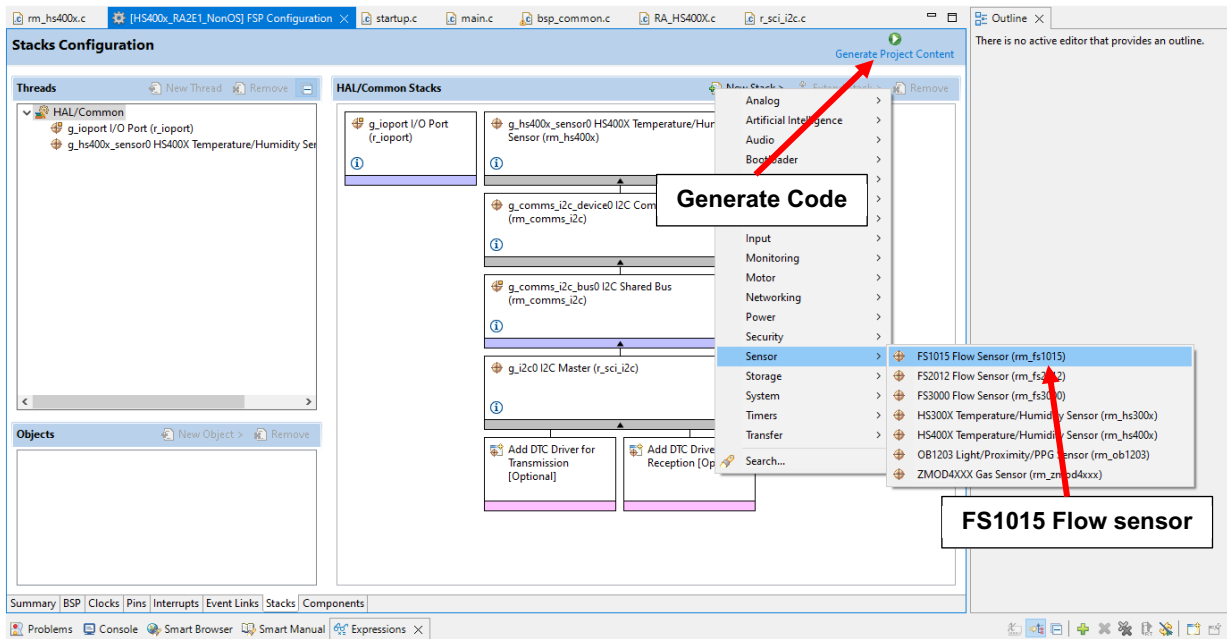 rm_hs400x.c
[HS400x_RA2E1_NonOS] FSP Configuration
startup.c
main.c
bsp_common.c
RA_HS400X.c
r_sci_i2c.c
Outline
There is no active editor that provides an outline.
Stacks Configuration
Generate Project Content
Threads
New Thread
Remove
HAL/Common
g_ioport I/O Port (r_ioport)
g_hs400x_sensor0 HS400X Temperature/Humidity Ser
Objects
New Object >
Remove
HAL/Common Stacks
New Stack >
Remove
g_ioport I/O Port
(r_ioport)
g_hs400x_sensor0 HS400X Temperature/Hur
Sensor (rm_hs400x)
g_comms_i2c_device0 I2C Com
(rm_comms_i2c)
g_comms_i2c_bus0 I2C Shared Bus
(rm_comms_i2c)
g_i2c0 I2C Master (r_sci_i2c)
Add DTC Driver for
Transmission
[Optional]
Add DTC Drive
Reception [Op
Analog
Artificial Intelligence
Audio
Bootloader
Input
Monitoring
Motor
Networking
Power
Security
Sensor
Storage
System
Timers
Transfer
Search...
Generate Code
FS1015 Flow Sensor (rm_fs1015)
FS2012 Flow Sensor (rm_fs2012)
FS3000 Flow Sensor (rm_fs3000)
HS300X Temperature/Humidity Sensor (rm_hs300x)
HS400X Temperature/Humidity Sensor (rm_hs400x)
OB1203 Light/Proximity/PPG Sensor (rm_ob1203)
ZMOD4XXX Gas Sensor (rm_zmod4xxx)
FS1015 Flow sensor
Summary BSP Clocks Pins Interrupts Event Links Stacks Components
Problems Console Smart Browser Smart Manual Expressions